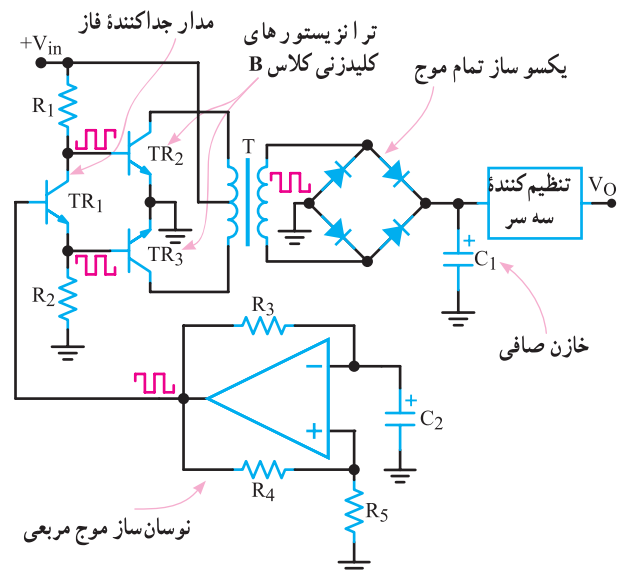 مدار جداکنندهٔ فاز
ترانزیستورهای
کلیدزنی کلاس B
یکسو ساز تمام موج
+Vin
R1
TR2
T
TR1
TR3
R2
تنظیم‌کنندهٔ
سه سر
VO
+
C1
خازن صافی
R3
−
+
+
C2
R4
R5
نوسان‌ساز موج مربعی